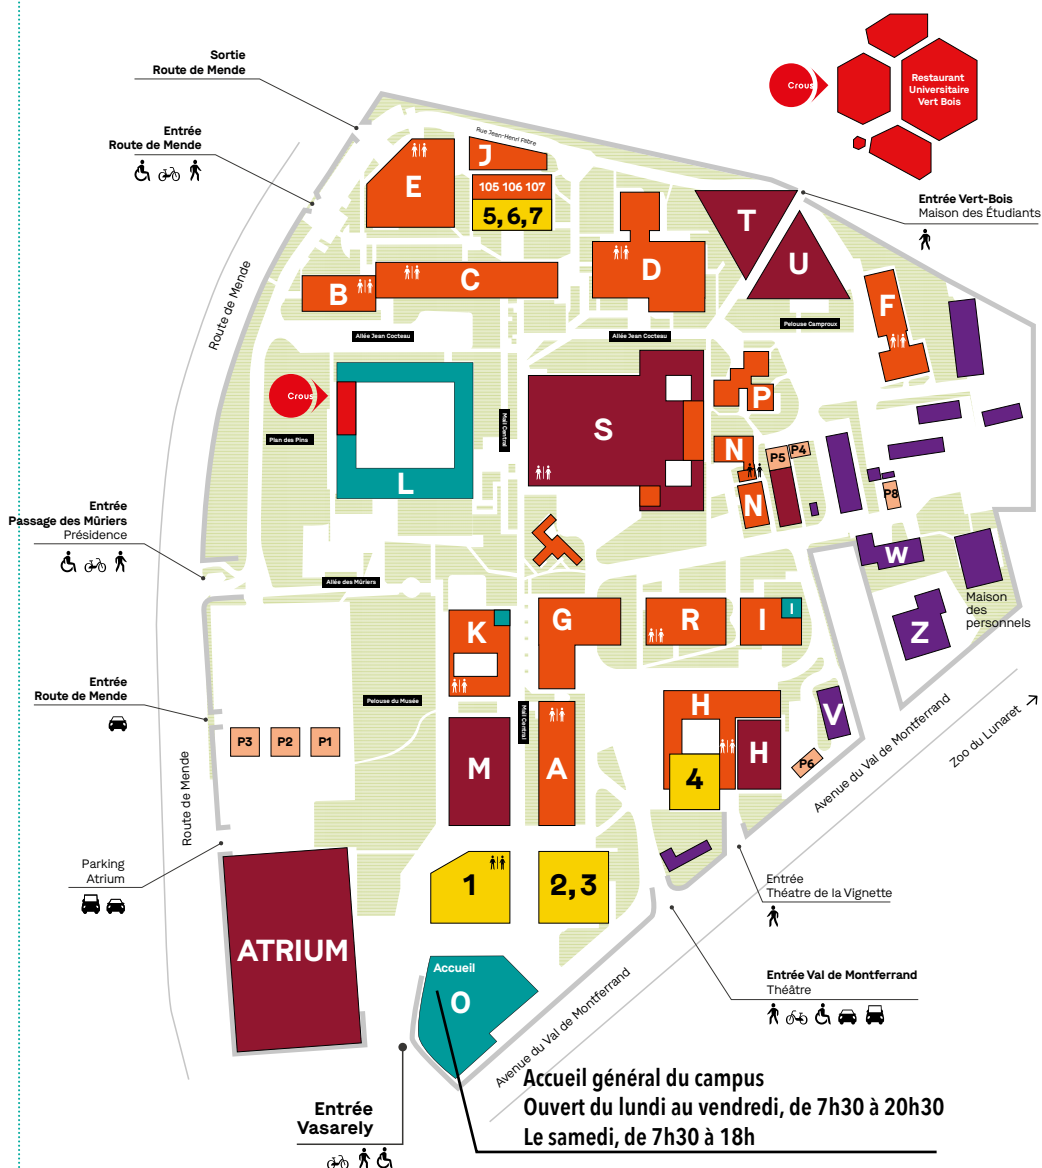 Sortie
Route de Mende
Entrée
Route de Mende
Rue Jean-Henri Fabre
Crous
Restaurant
Universitaire
Vert Bois
Entrée Vert-Bois
Maison des Étudiants
E
J
105 106 107
5, 6, 7
T
U
D
B
C
F
Route de Mende
Allée Jean Cocteau
Allée Jean Cocteau
Pelouse Camproux
Crous
Plan des Pins
Mail Central
L
S
P
N
N
P5
P4
P8
Entrée
Passage des Mûriers
Présidence
Allée des Mûriers
W
Maison
des
personnels
Z
K
G
R
I
I
Entrée
Route de Mende
Pelouse du Musée
Mail Central
H
H
V
P3
P2
P1
M
A
4
P6
Avenue du Val de Montferrand
Zoo du Lunaret
Route de Mende
Parking
Atrium
1
2, 3
Entrée
Théatre de la Vignette
ATRIUM
Accueil
O
Entrée Val de Montferrand
Théâtre
Avenue du Val de Montferrand
Accueil général du campus
Ouvert du lundi au vendredi, de 7h30 à 20h30
Le samedi, de 7h30 à 18h
Entrée
Vasarely